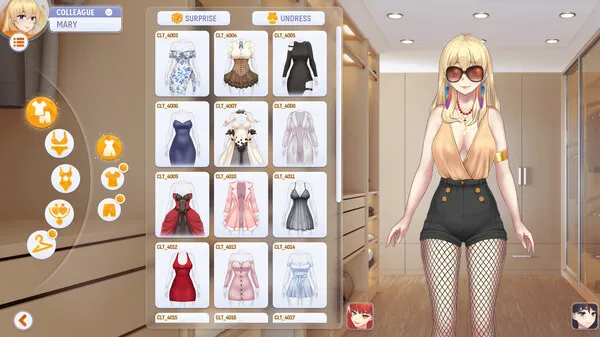 COLLEAGUE
MARY
SURPRISE
UNDRESS
CLT_4003
CLT_4004
CLT_4005
CLT_4006
CLT_4007
CLT_4008
CLT_4009
CLT_4010
CLT_4011
CLT_4012
CLT_4013
CLT_4014
CLT_4015
CLT_4016
CLT_4017